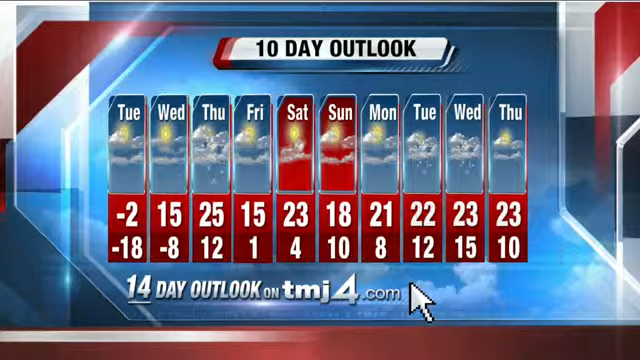 10 DAY OUTLOOK
Tue Wed Thu Fri Sat Sun Mon Tue Wed Thu
-2 15 25 15 23 18 21 22 23 23
-18 -8 12 1 4 10 8 12 15 10
14 DAY OUTLOOK ON tmj4.com